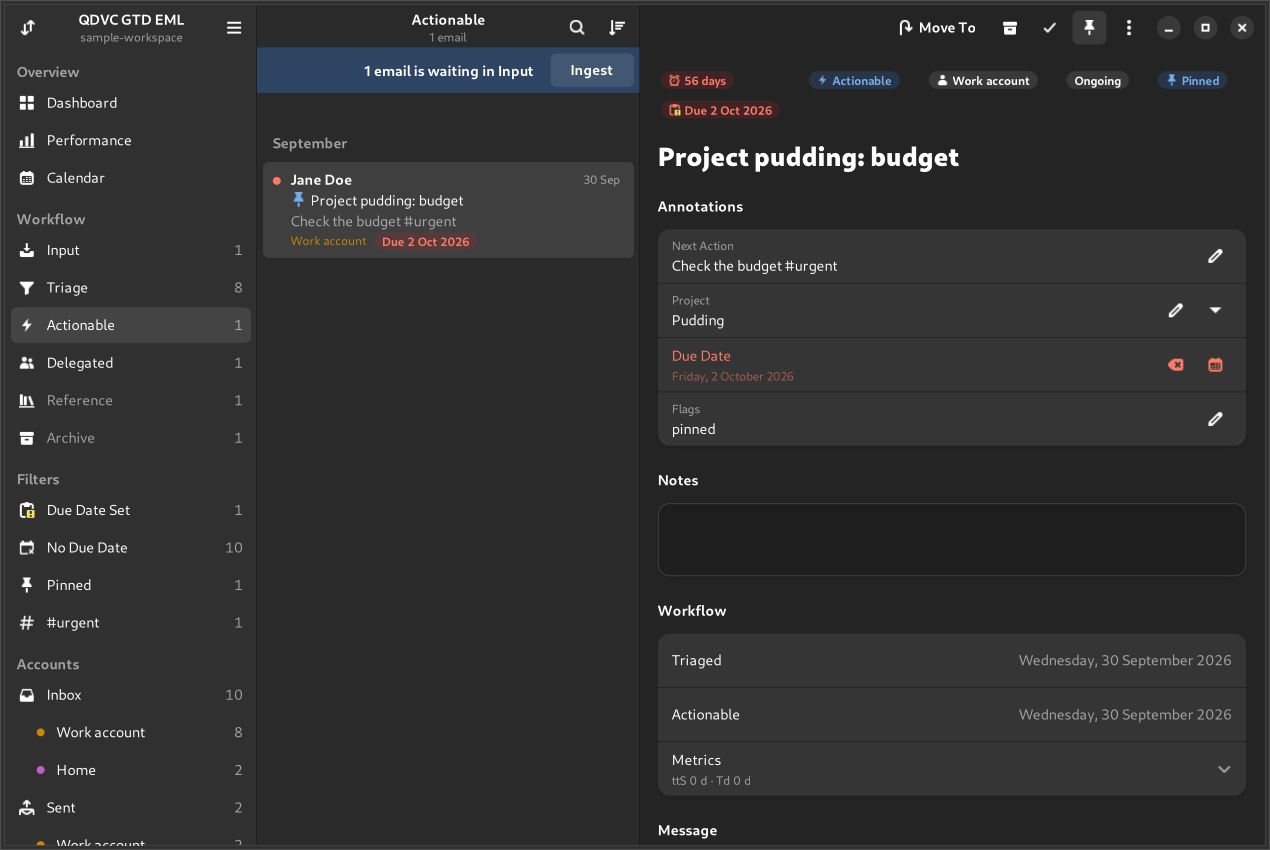 QDVC GTD EML
sample-workspace
Overview
Dashboard
Performance
Calendar
Workflow
Input 1
Triage 8
Actionable 1
Delegated 1
Reference 1
Archive 1
Filters
Due Date Set 1
No Due Date 10
Pinned 1
#urgent 1
Accounts
Inbox 10
Work account 8
Home 2
Sent 2
Work account 2
Actionable
1 email
1 email is waiting in Input Ingest
September
Jane Doe 30 Sep
Project pudding: budget
Check the budget #urgent
Work account Due 2 Oct 2026
Move To
56 days Actionable Work account Ongoing Pinned
Due 2 Oct 2026
Project pudding: budget
Annotations
Next Action
Check the budget #urgent
Project
Pudding
Due Date
Friday, 2 October 2026
Flags
pinned
Notes
Workflow
Triaged Wednesday, 30 September 2026
Actionable Wednesday, 30 September 2026
Metrics
ttS 0 d - Td 0 d
Message